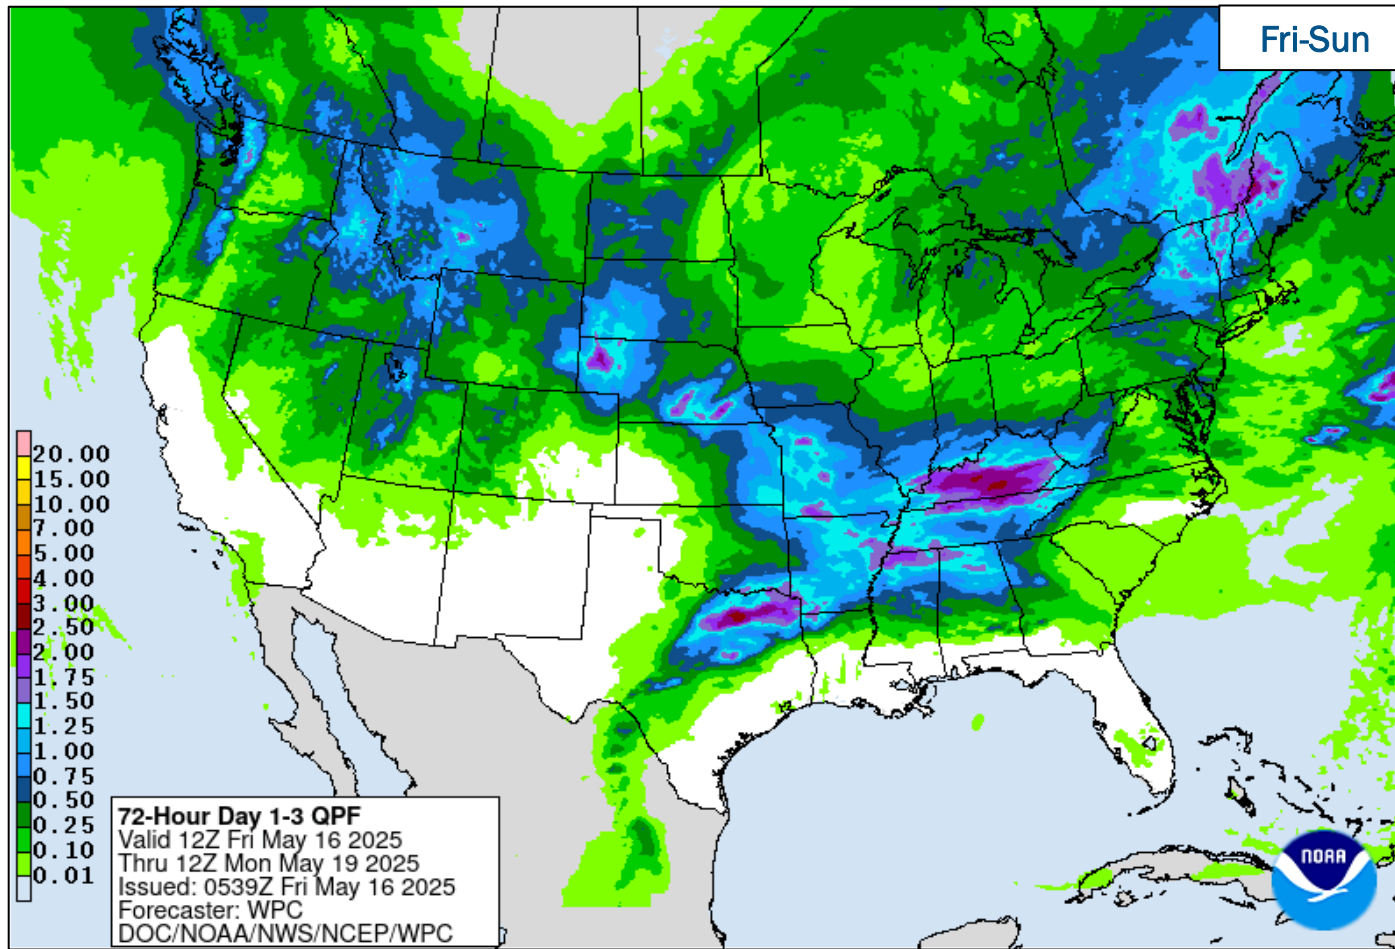 Fri-Sun
20.00
15.00
10.00
7.00
5.00
4.00
3.00
2.50
2.00
1.75
1.50
1.25
1.00
0.75
0.50
0.25
0.10
0.01
72-Hour Day 1-3 QPF
Valid 12Z Fri May 16 2025
Thru 12Z Mon May 19 2025
Issued: 0539Z Fri May 16 2025
Forecaster: WPC
DOC/NOAA/NWS/NCEP/WPC
NOAA